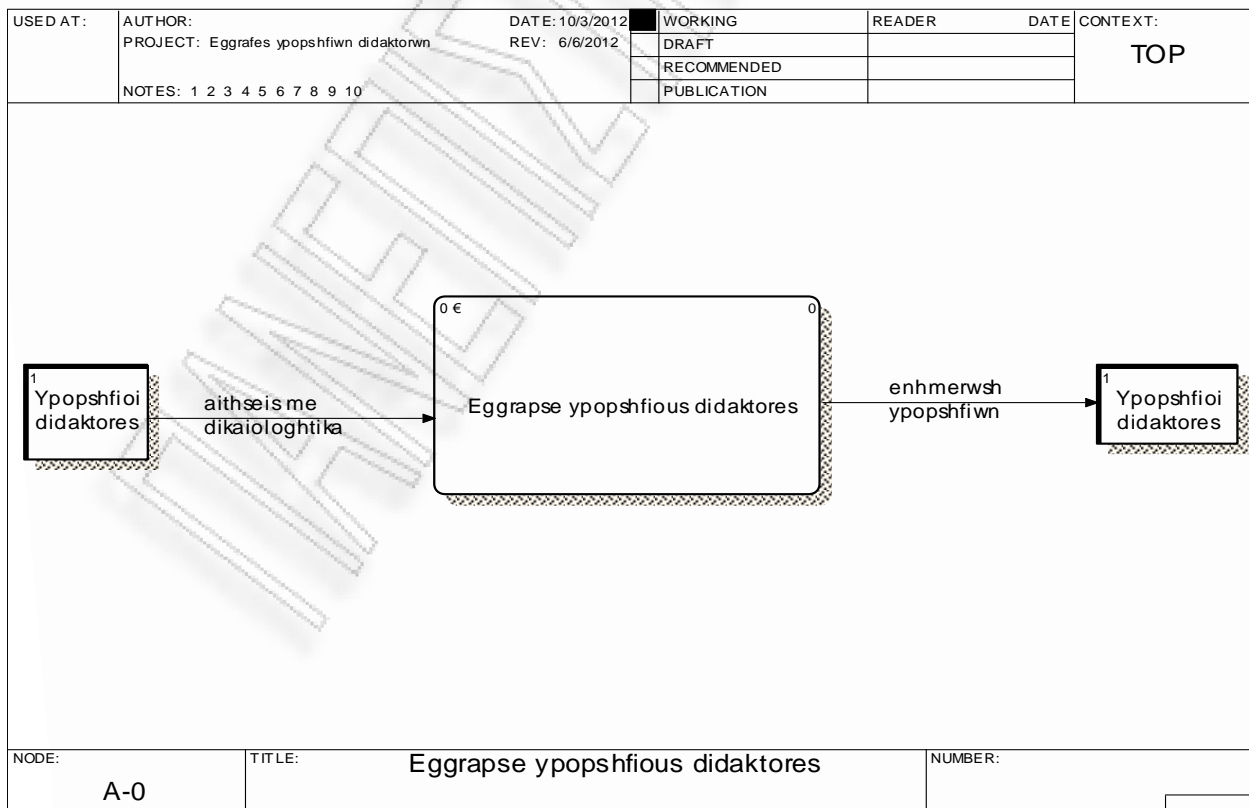 USED AT:
AUTHOR:
DATE: 10/3/2012
WORKING
READER
DATE
CONTEXT:
PROJECT: Eggrafes ypopshfiwn didaktorwn
REV: 6/6/2012
DRAFT
TOP
RECOMMENDED
NOTES: 1 2 3 4 5 6 7 8 9 10
PUBLICATION
1
Ypopshfioi
didaktores
aithseis me
dikaiologhtika
0 €
0
Eggrapse ypopshfious didaktores
enhmerwsh
ypopshfiwn
1
Ypopshfioi
didaktores
NODE:
A-0
TITLE:
Eggrapse ypopshfious didaktores
NUMBER: